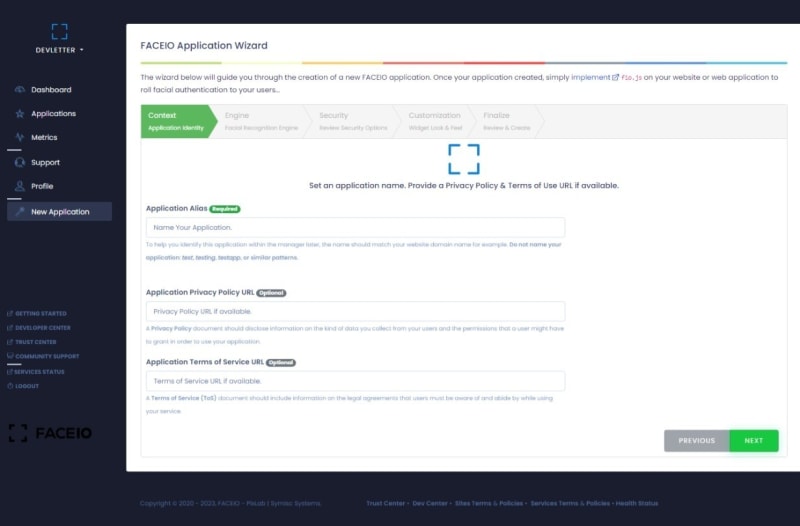 DEVLETTER
Dashboard
Applications
Metrics
Support
Profile
New Application
GETTING STARTED
DEVELOPER CENTER
TRUST CENTER
COMMUNITY SUPPORT
SERVICES STATUS
LOGOUT
FACEIO
FACEIO Application Wizard
The wizard below will guide you through the creation of a new FACEIO application. Once your application created, simply implement fio.js on your website or web application to
roll facial authentication to your users...
Context
Application Identity
Engine
Facial Recognition Engine
Security
Review Security Options
Customization
Widget Look & Feel
Finalize
Review & Create
Set an application name. Provide a Privacy Policy & Terms of Use URL if available.
Application Alias Required
Name Your Application.
To help you identify this application within the manager later, the name should match your website domain name for example. Do not name your
application: test, testing, testapp, or similar patterns.
Application Privacy Policy URL Optional
Privacy Policy URL if available.
A Privacy Policy document should disclose information on the kind of data you collect from your users and the permissions that a user might have
to grant in order to use your application.
Application Terms of Service URL Optional
Terms of Service URL if available.
A Terms of Service (ToS) document should include information on the legal agreements that users must be aware of and abide by while using
your service.
PREVIOUS
NEXT
Copyright © 2020 - 2023, FACEIO - PixLab | Symisc Systems.
Trust Center - Dev Center - Sites Terms & Policies - Services Terms & Policies - Health Status